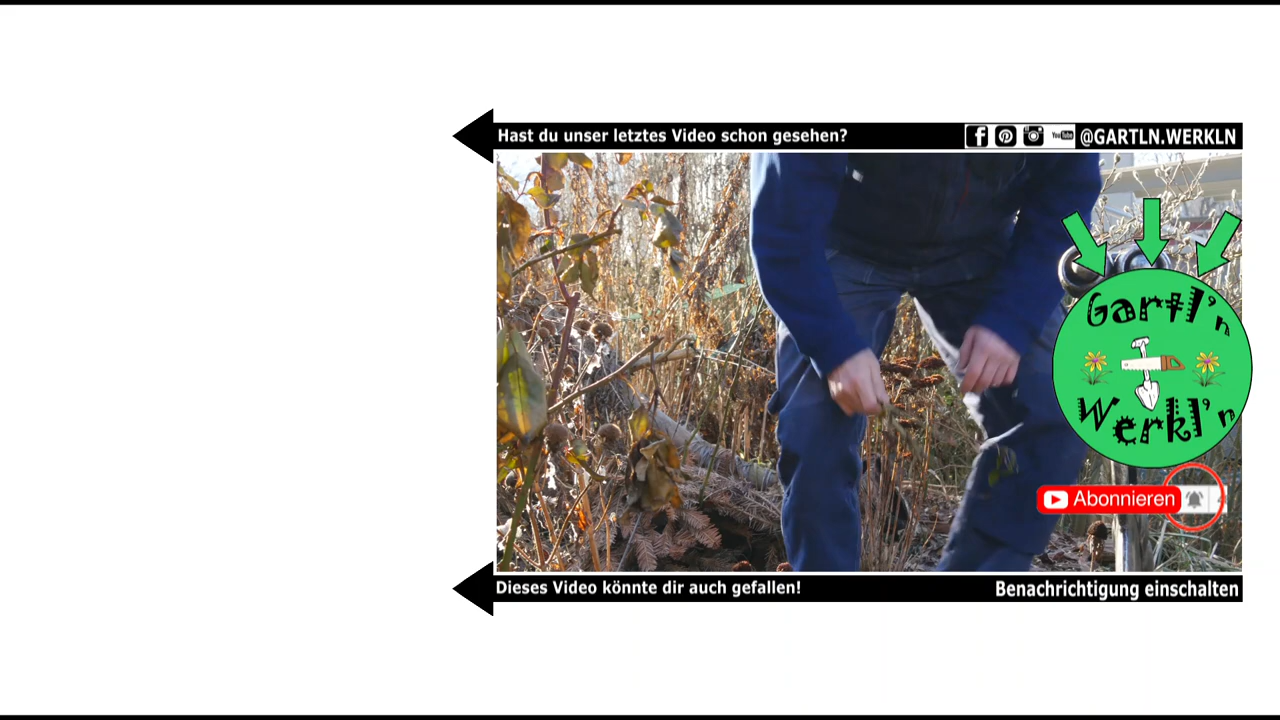 Hast du unser letztes Video schon gesehen?
YouTube
@GARTLN.WERKLN
Gartl'n
Werkl'n
Abonnieren
Dieses Video könnte dir auch gefallen!
Benachrichtigung einschalten